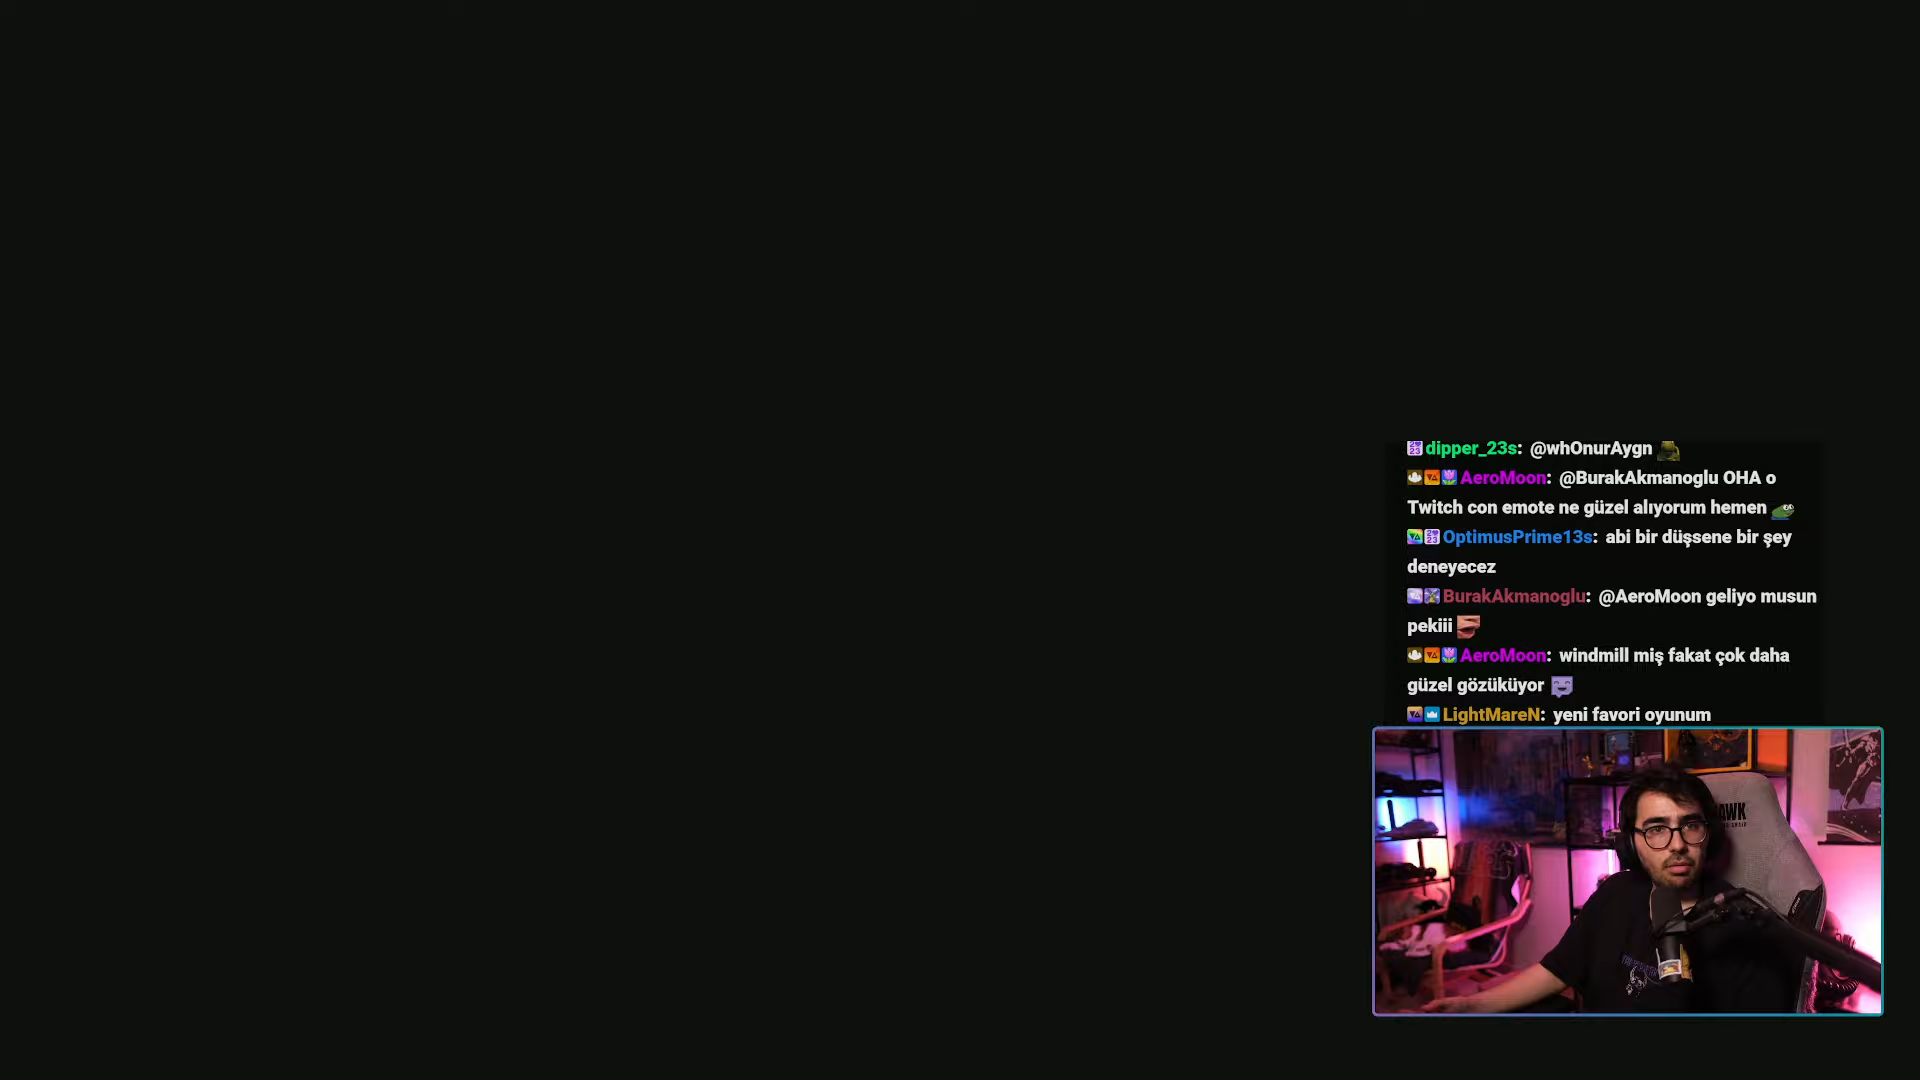 dipper_23s: @whOnurAygn
AeroMoon: @BurakAkmanoglu OHA o
Twitch con emote ne güzel alıyorum hemen
OptimusPrime13s: abi bir düşsene bir şey
deneyecez
BurakAkmanoglu: @AeroMoon geliyo musun
pekiii
AeroMoon: windmill miş fakat çok daha
güzel gözüküyor
LightMareN: yeni favori oyunum
AWK